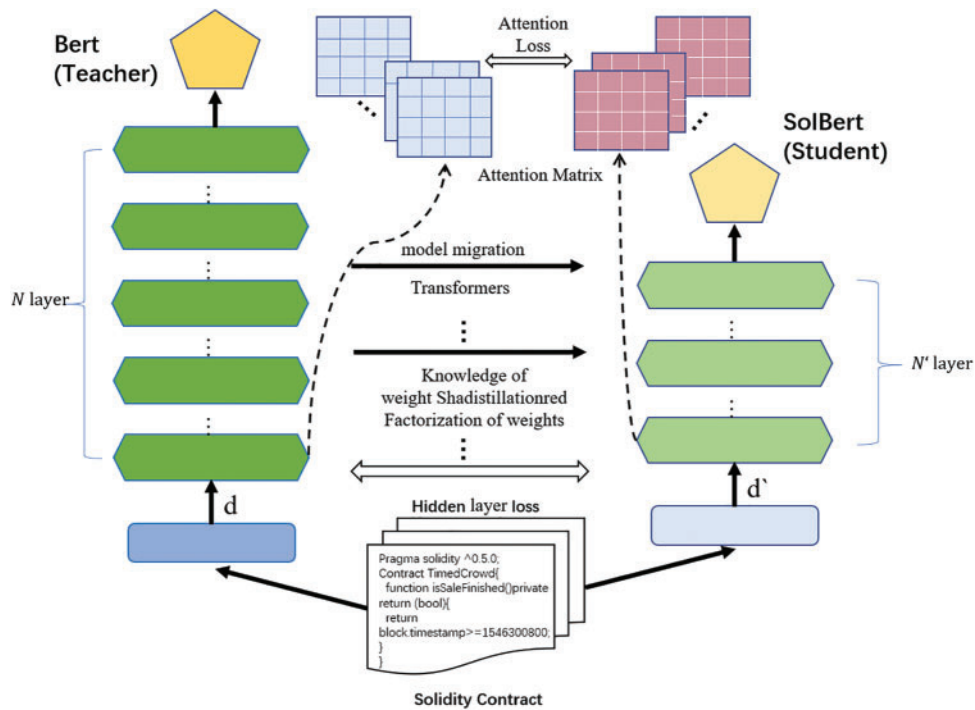 Bert
(Teacher)
Attention
Loss
SolBert
(Student)
Attention Matrix
model migration
Transformers
N layer
N' layer
Knowledge of
weight Shadistillationred
Factorization of weights
d
d`
Hidden layer loss
Pragma solidity ^0.5.0;
Contract TimedCrowd{
function isSaleFinished()private
return (bool){
return
block.timestamp>=1546300800;
}
}
Solidity Contract